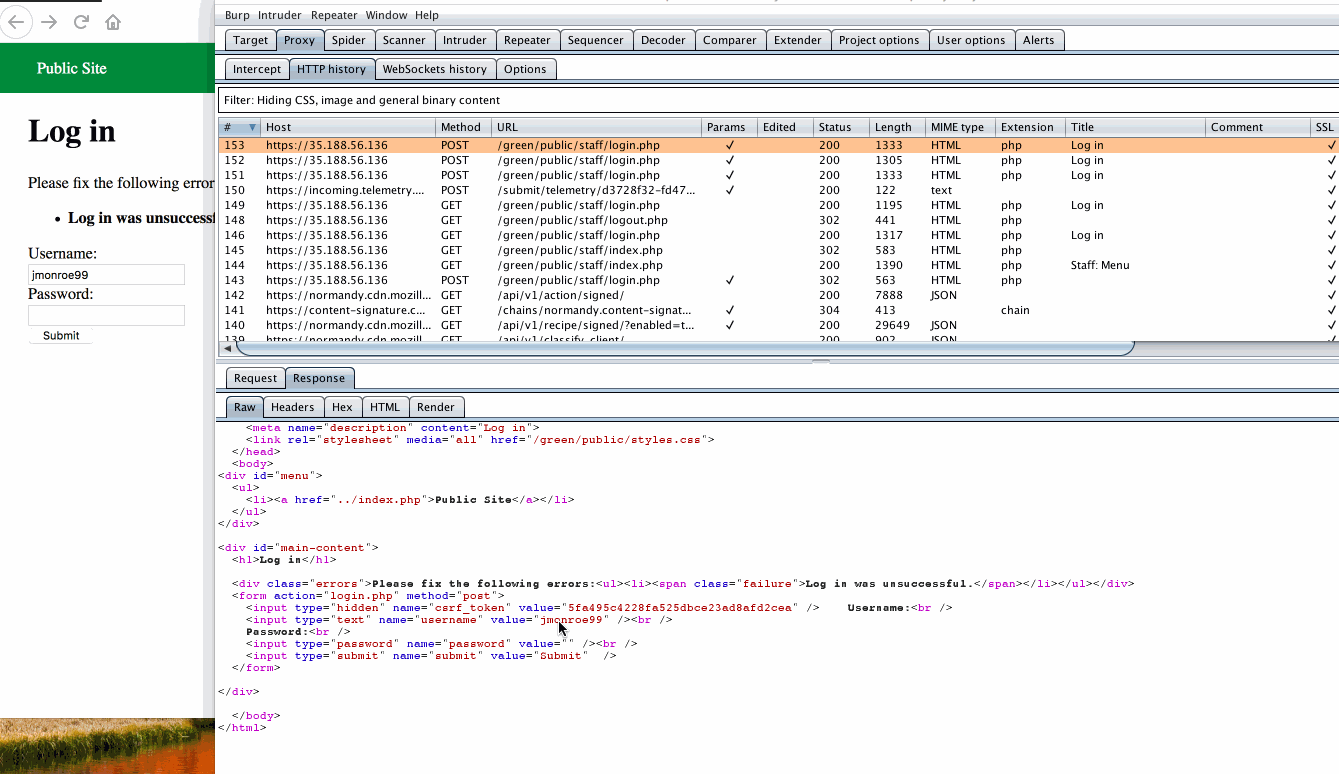 Burp Intruder Repeater Window Help
Target Proxy Spider Scanner Intruder Repeater Sequencer Decoder Comparer Extender Project options User options Alerts
Intercept HTTP history WebSockets history Options
Filter: Hiding CSS, image and general binary content
# Host Method URL Params Edited Status Length MIME type Extension Title Comment SSL
153 https://35.188.56.136 POST /green/public/staff/login.php ✓ 200 1333 HTML php Log in ✓
152 https://35.188.56.136 POST /green/public/staff/login.php ✓ 200 1305 HTML php Log in ✓
151 https://35.188.56.136 POST /green/public/staff/login.php ✓ 200 1333 HTML php Log in ✓
150 https://incoming.telemetry.... POST /submit/telemetry/d3728f32-fd47... ✓ 200 122 text ✓
149 https://35.188.56.136 GET /green/public/staff/login.php 200 1195 HTML php Log in ✓
148 https://35.188.56.136 GET /green/public/staff/logout.php 302 441 HTML php ✓
146 https://35.188.56.136 GET /green/public/staff/login.php 200 1317 HTML php Log in ✓
145 https://35.188.56.136 GET /green/public/staff/index.php 302 583 HTML php ✓
144 https://35.188.56.136 GET /green/public/staff/index.php 200 1390 HTML php Staff: Menu ✓
143 https://35.188.56.136 POST /green/public/staff/login.php ✓ 302 563 HTML php ✓
142 https://normandy.cdn.mozill... GET /api/v1/action/signed/ 200 7888 JSON ✓
141 https://content-signature.c... GET /chains/normandy.content-signat... ✓ 304 413 chain ✓
140 https://normandy.cdn.mozill... GET /api/v1/recipe/signed/?enabled=t... ✓ 200 29649 JSON ✓
139 https://normandy.cdn.mozill... GET /api/v1/classify_client/ 200 902 JSON ✓
Request Response
Raw Headers Hex HTML Render
<meta name="description" content="Log in">
<link rel="stylesheet" media="all" href="/green/public/styles.css">
</head>
<body>
<div id="menu">
<ul>
<li><a href="../index.php">Public Site</a></li>
</ul>
</div>
<div id="main-content">
<h1>Log in</h1>
<div class="errors">Please fix the following errors:<ul><li><span class="failure">Log in was unsuccessful.</span></li></ul></div>
<form action="login.php" method="post">
<input type="hidden" name="csrf_token" value="5fa495c4228fa525dbce23ad8afd2cea" /> Username:<br />
<input type="text" name="username" value="jmonroe99" /><br />
Password:<br />
<input type="password" name="password" value="" /><br />
<input type="submit" name="submit" value="Submit" />
</form>
</div>
</body>
</html>
Public Site
Log in
Please fix the following error
• Log in was unsuccessf
Username:
jmonroe99
Password:
Submit